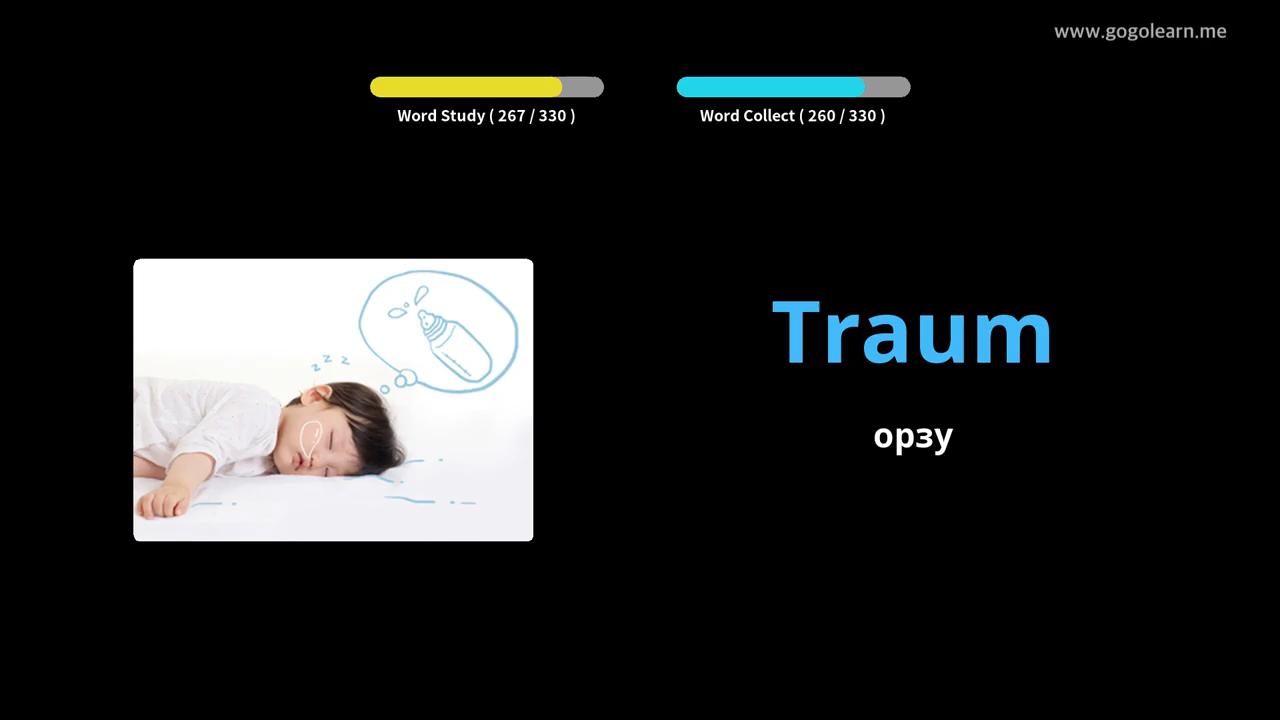 www.gogolearn.me
Word Study ( 267 / 330 )
Word Collect ( 260 / 330 )
z z z
Traum
орзу